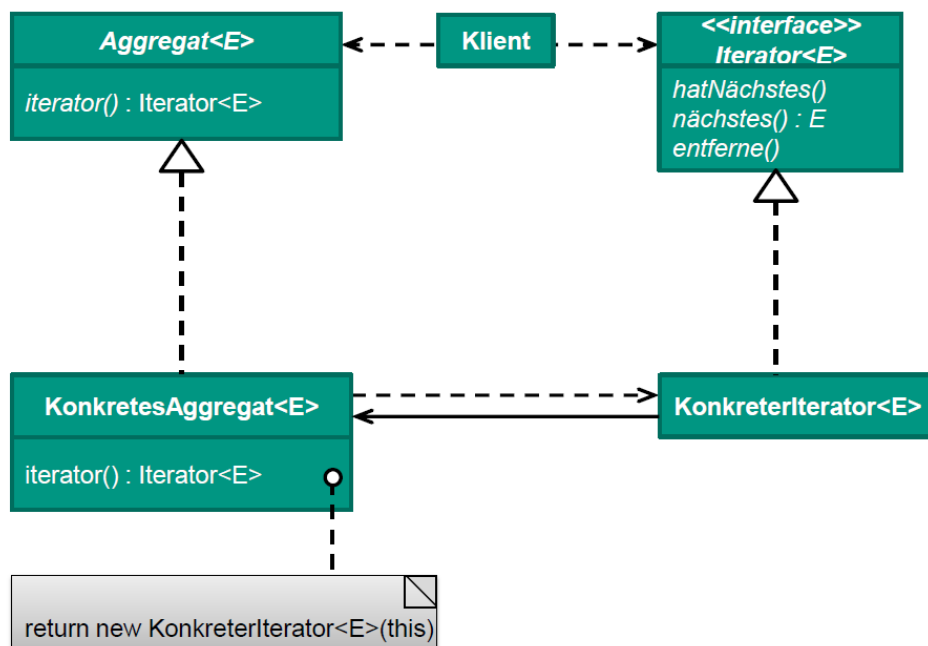 Aggregat<E>
iterator() : Iterator<E>
Klient
<<interface>>
Iterator<E>
hatNächstes()
nächstes() : E
entferne()
KonkretesAggregat<E>
iterator() : Iterator<E>
KonkreterIterator<E>
return new KonkreterIterator<E>(this)